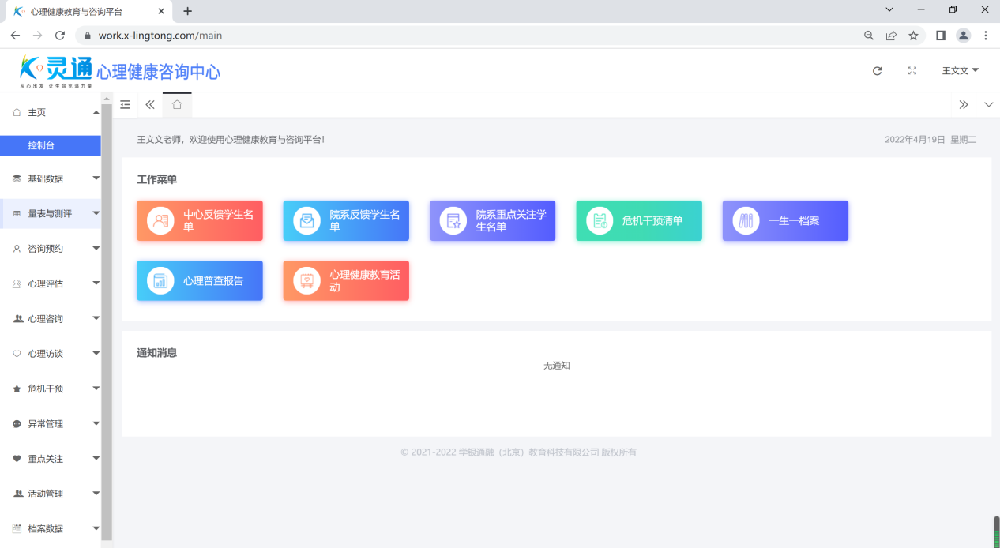 心理健康教育与咨询平台
work.x-lingtong.com/main
灵通 心理健康咨询中心
从心出发 让生命充满力量
王文文
主页
控制台
基础数据
量表与测评
咨询预约
心理评估
心理咨询
心理访谈
危机干预
异常管理
重点关注
活动管理
档案数据
王文文老师，欢迎使用心理健康教育与咨询平台！
2022年4月19日 星期二
工作菜单
中心反馈学生名
单
院系反馈学生名
单
院系重点关注学
生名单
危机干预清单
一生一档案
心理普查报告
心理健康教育活
动
通知消息
无通知
© 2021-2022 学银通融（北京）教育科技有限公司 版权所有